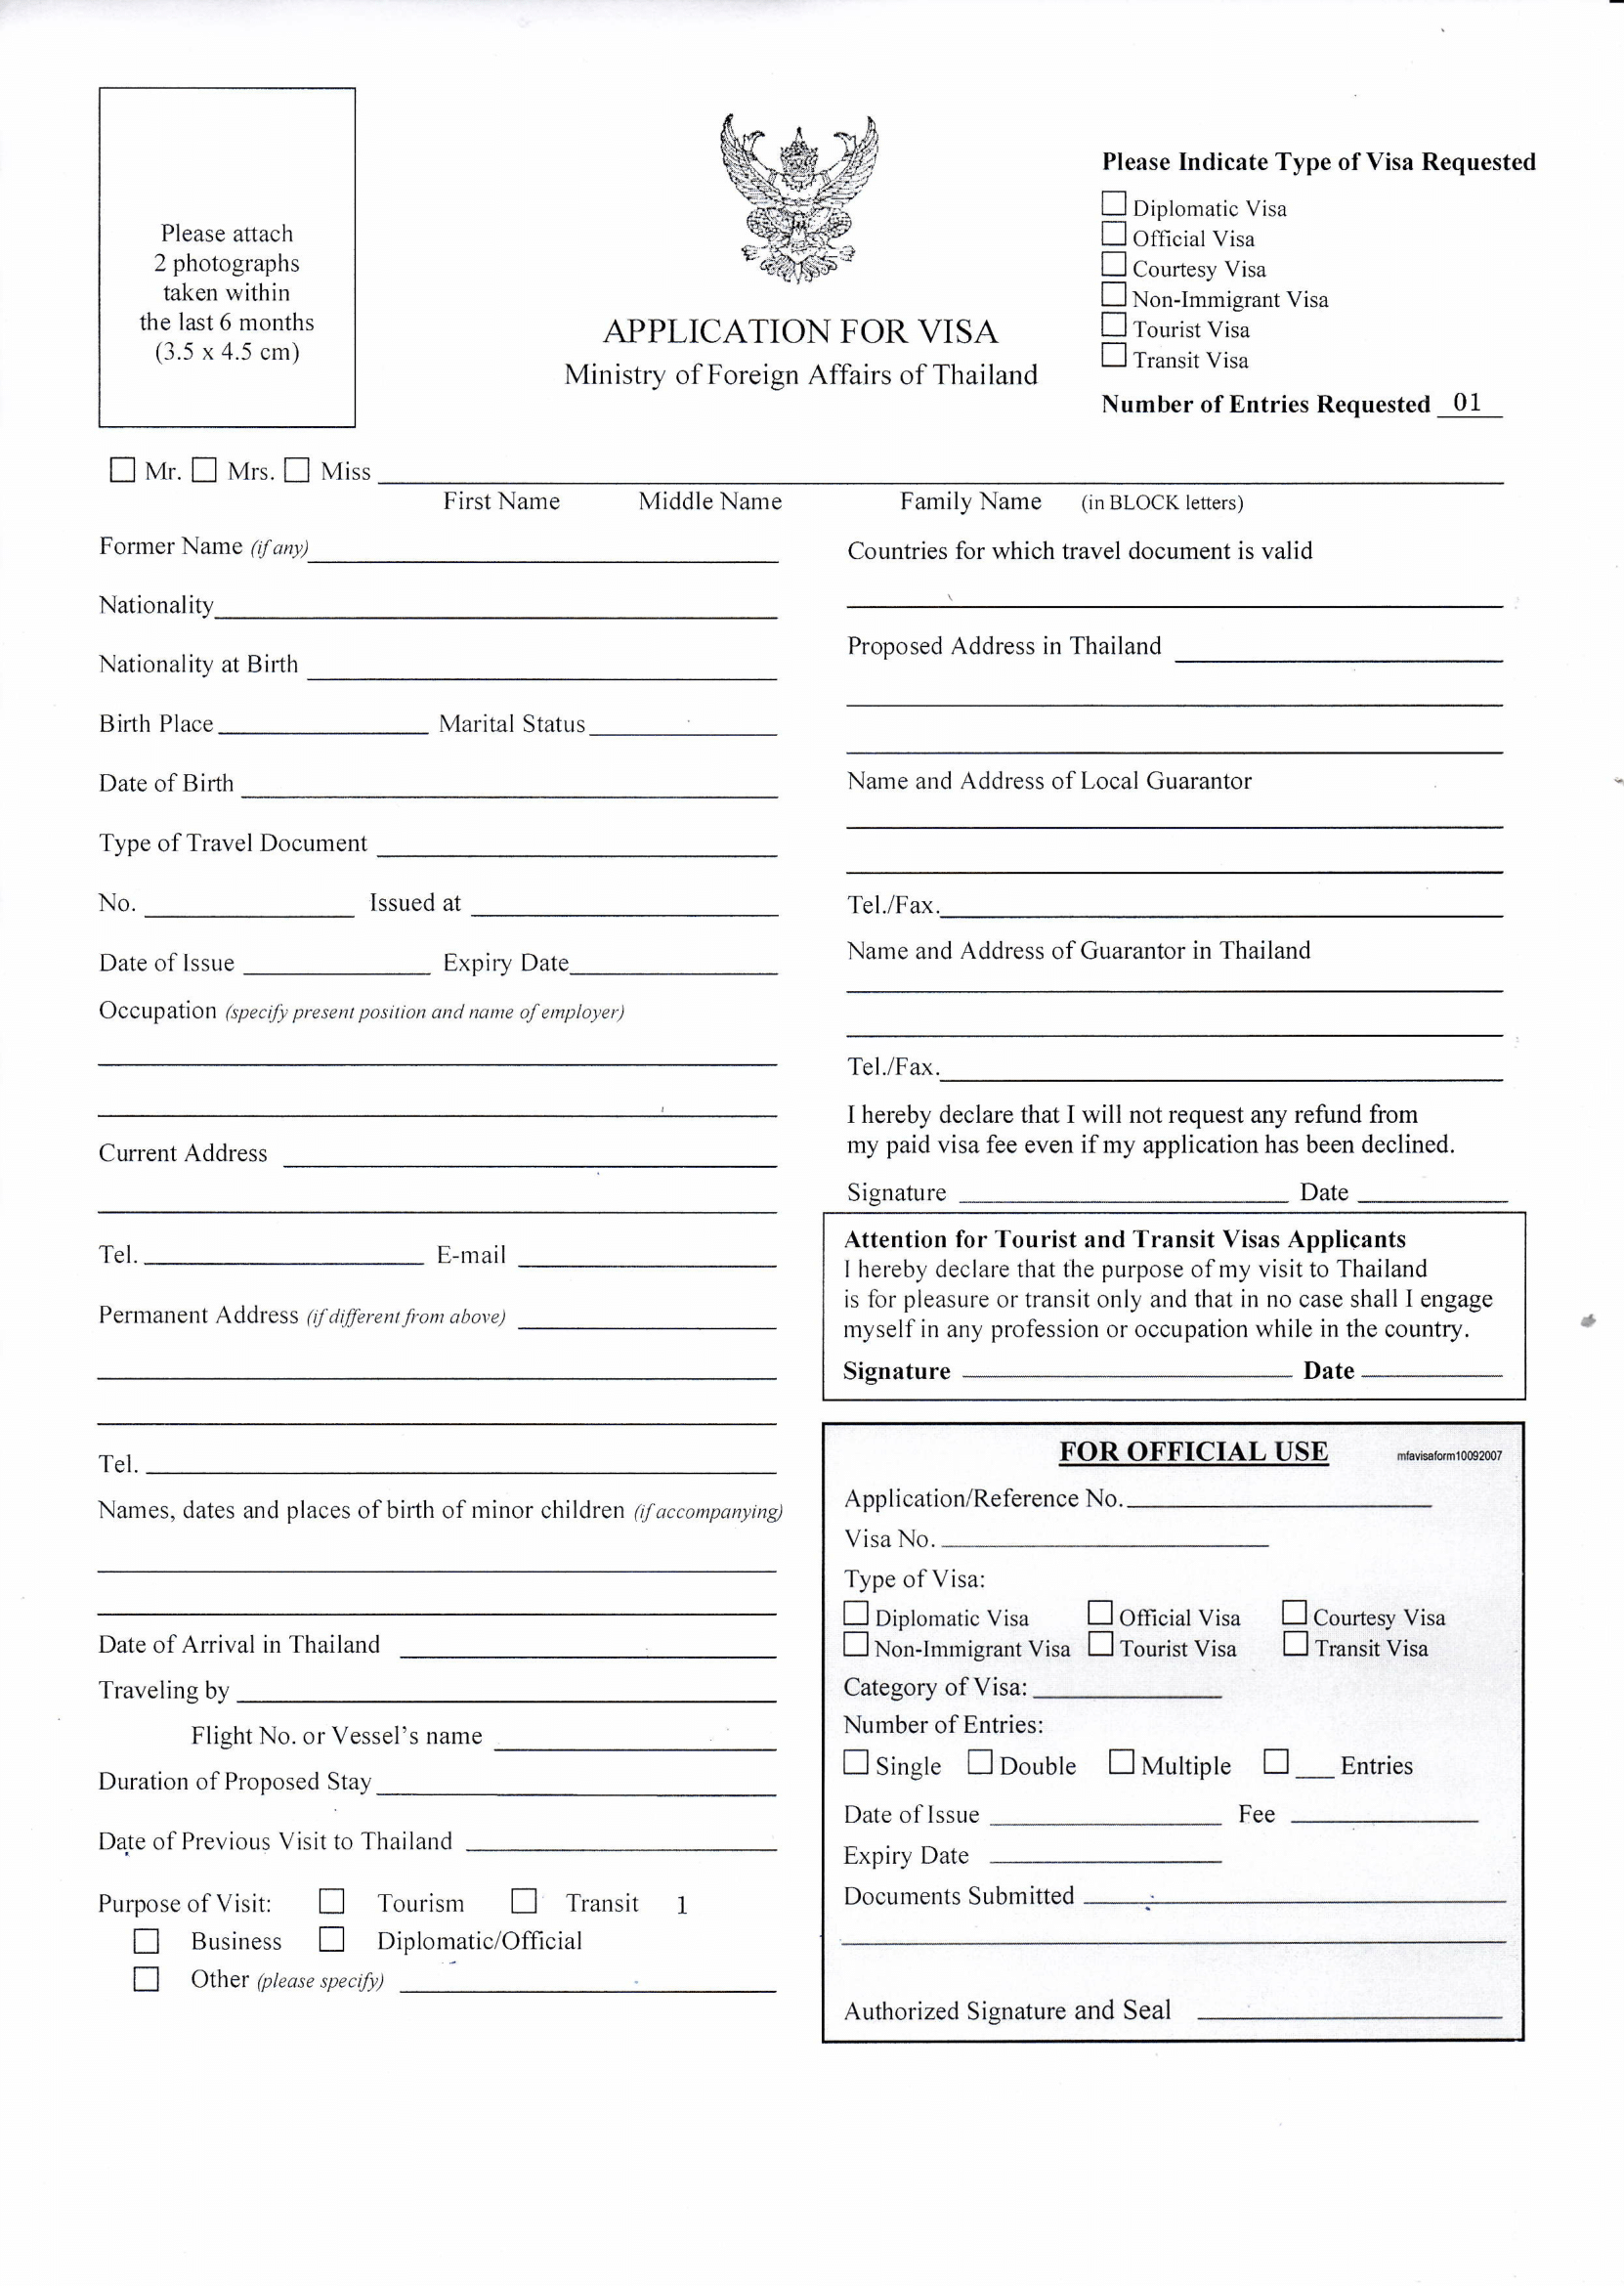 Please attach
2 photographs
taken within
the last 6 months
(3.5 x 4.5 cm)
APPLICATION FOR VISA
Ministry of Foreign Affairs of Thailand
Please Indicate Type of Visa Requested
Diplomatic Visa
Official Visa
Courtesy Visa
Non-Immigrant Visa
Tourist Visa
Transit Visa
Number of Entries Requested 01
Mr. Mrs. Miss
First Name Middle Name Family Name (in BLOCK letters)
Former Name (if any)
Nationality
Nationality at Birth
Birth Place Marital Status
Date of Birth
Type of Travel Document
No. Issued at
Date of Issue Expiry Date
Occupation (specify present position and name of employer)
Current Address
Tel. E-mail
Permanent Address (if different from above)
Tel.
Names, dates and places of birth of minor children (if accompanying)
Date of Arrival in Thailand
Traveling by
Flight No. or Vessel's name
Duration of Proposed Stay
Date of Previous Visit to Thailand
Purpose of Visit: Tourism Transit 1
Business Diplomatic/Official
Other (please specify)
Countries for which travel document is valid
Proposed Address in Thailand
Name and Address of Local Guarantor
Tel./Fax.
Name and Address of Guarantor in Thailand
Tel./Fax.
I hereby declare that I will not request any refund from
my paid visa fee even if my application has been declined.
Signature Date
Attention for Tourist and Transit Visas Applicants
I hereby declare that the purpose of my visit to Thailand
is for pleasure or transit only and that in no case shall I engage
myself in any profession or occupation while in the country.
Signature Date
FOR OFFICIAL USE mfavisaform10092007
Application/Reference No.
Visa No.
Type of Visa:
Diplomatic Visa Official Visa Courtesy Visa
Non-Immigrant Visa Tourist Visa Transit Visa
Category of Visa:
Number of Entries:
Single Double Multiple Entries
Date of Issue Fee
Expiry Date
Documents Submitted
Authorized Signature and Seal